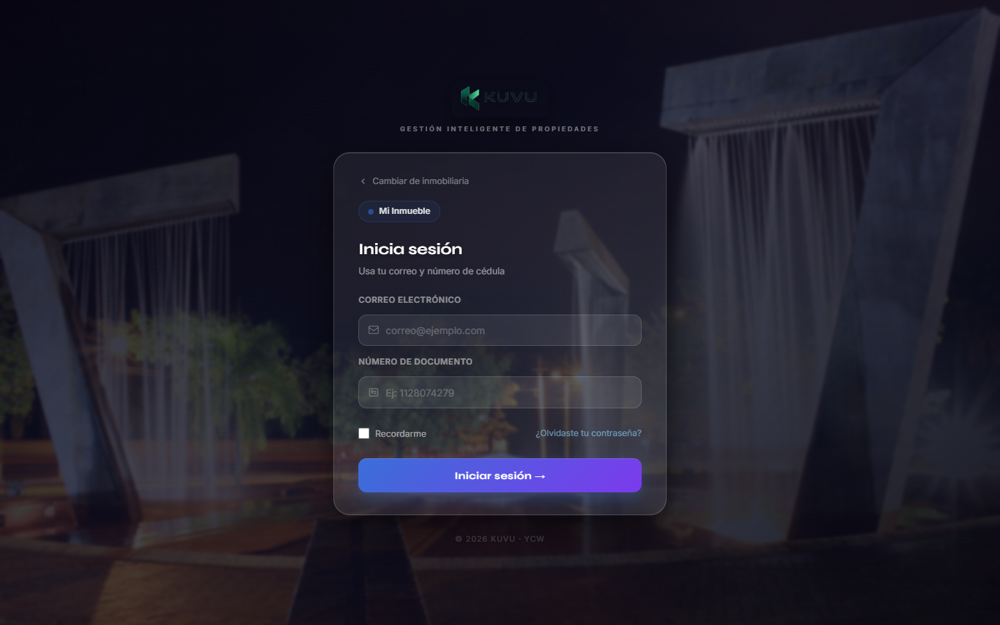 KUVU
GESTIÓN INTELIGENTE DE PROPIEDADES
Cambiar de inmobiliaria
Mi Inmueble
Inicia sesión
Usa tu correo y número de cédula
CORREO ELECTRÓNICO
correo@ejemplo.com
NÚMERO DE DOCUMENTO
Ej: 1128074279
Recordarme ¿Olvidaste tu contraseña?
Iniciar sesión →
© 2026 KUVU · YCW